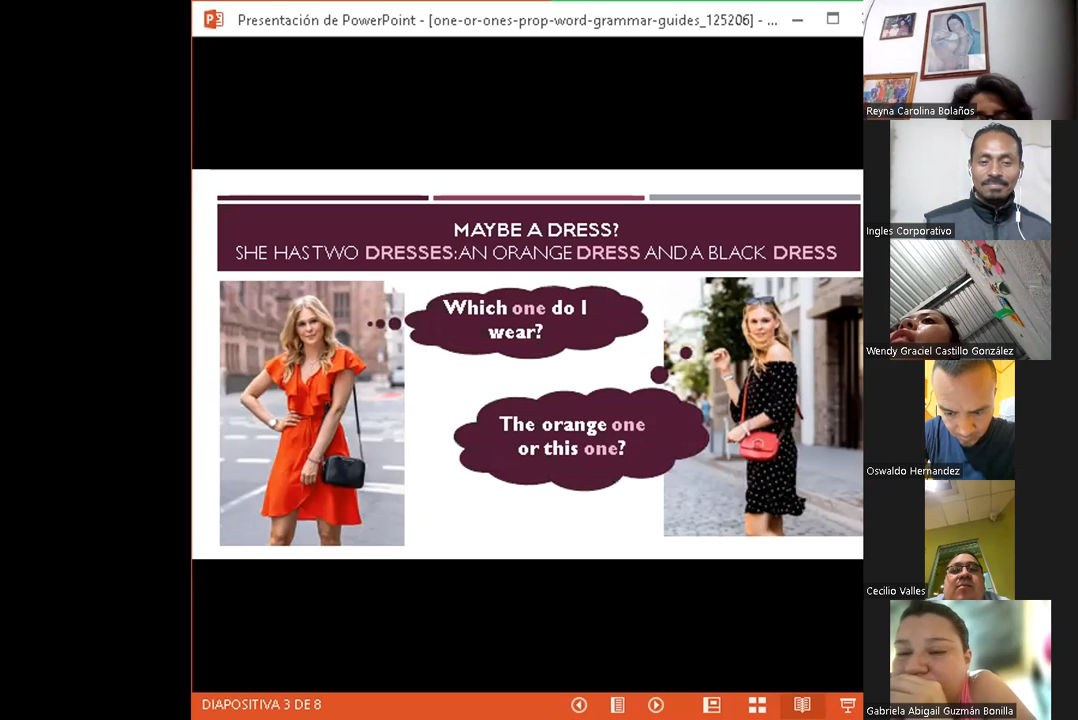 Presentación de PowerPoint - [one-or-ones-prop-word-grammar-guides_125206] - ...
MAYBE A DRESS?
SHE HAS TWO DRESSES: AN ORANGE DRESS AND A BLACK DRESS
Which one do I
wear?
The orange one
or this one?
DIAPOSITIVA 3 DE 8
Reyna Carolina Bolaños
Ingles Corporativo
Wendy Graciel Castillo González
Oswaldo Hernandez
Cecilio Valles
Gabriela Abigail Guzmán Bonilla